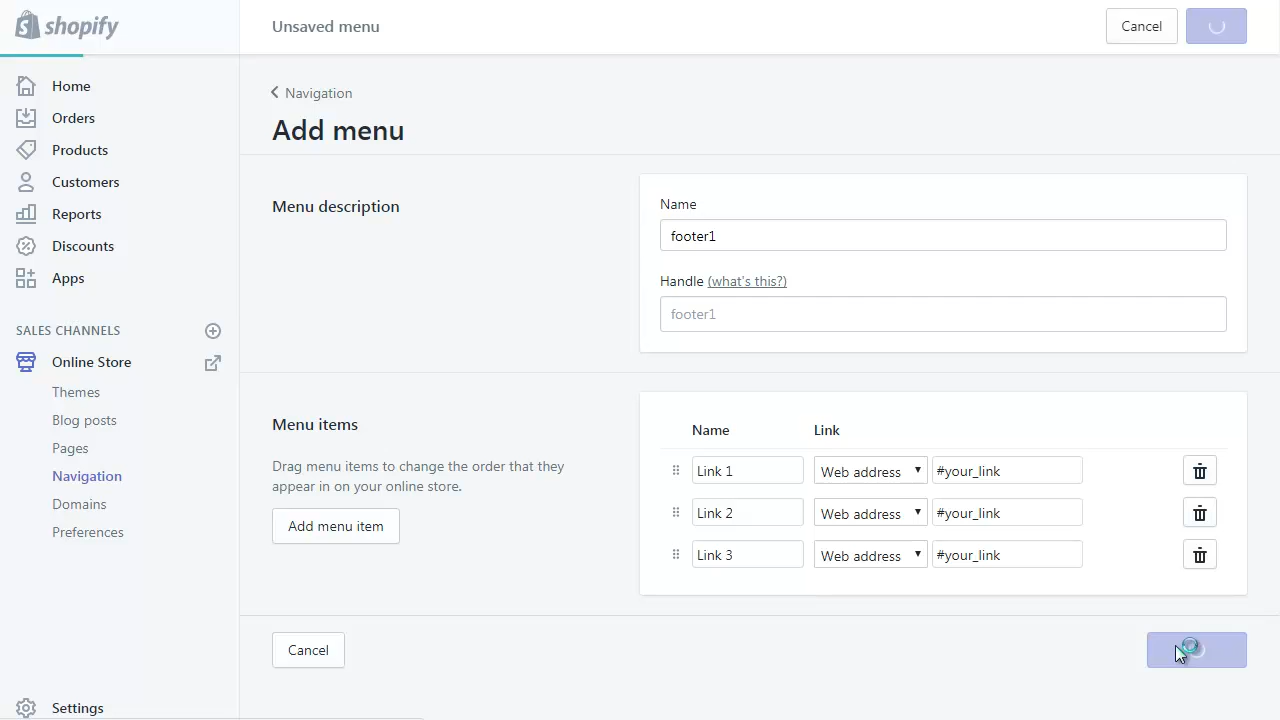 shopify
Unsaved menu
Cancel
Home
Orders
Products
Customers
Reports
Discounts
Apps
SALES CHANNELS
Online Store
Themes
Blog posts
Pages
Navigation
Domains
Preferences
Settings
Navigation
Add menu
Menu description
Name
footer1
Handle (what's this?)
footer1
Menu items
Drag menu items to change the order that they
appear in on your online store.
Add menu item
Name Link
Link 1 Web address #your_link
Link 2 Web address #your_link
Link 3 Web address #your_link
Cancel